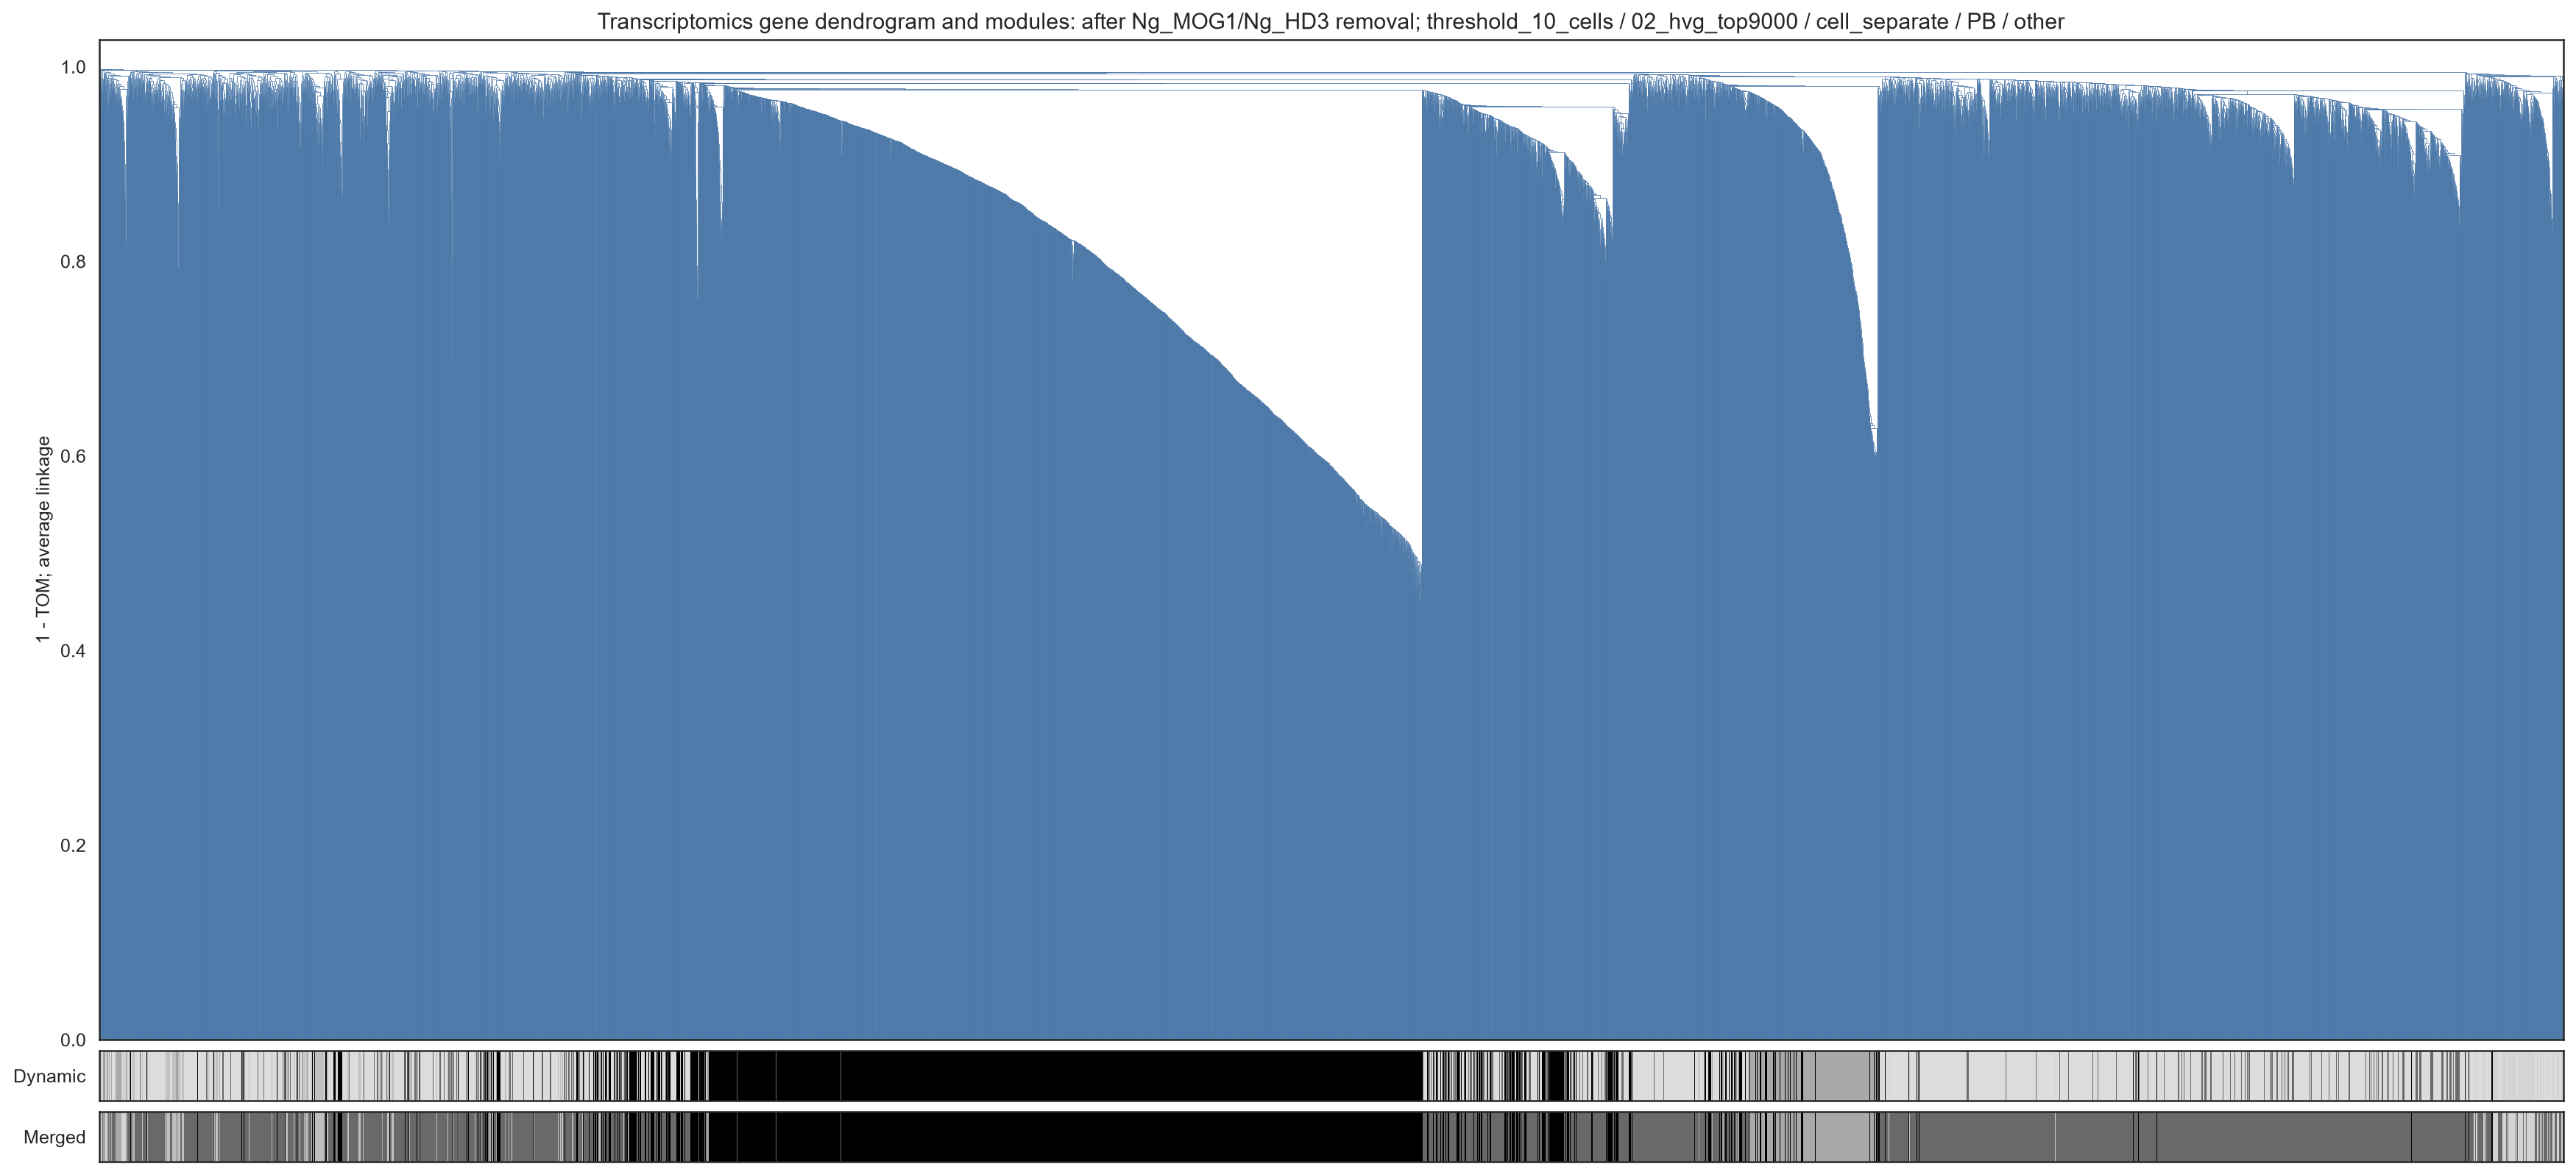 Transcriptomics gene dendrogram and modules: after Ng_MOG1/Ng_HD3 removal; threshold_10_cells / 02_hvg_top9000 / cell_separate / PB / other
1.0
0.8
0.6
0.4
0.2
0.0
1 - TOM; average linkage
Dynamic
Merged